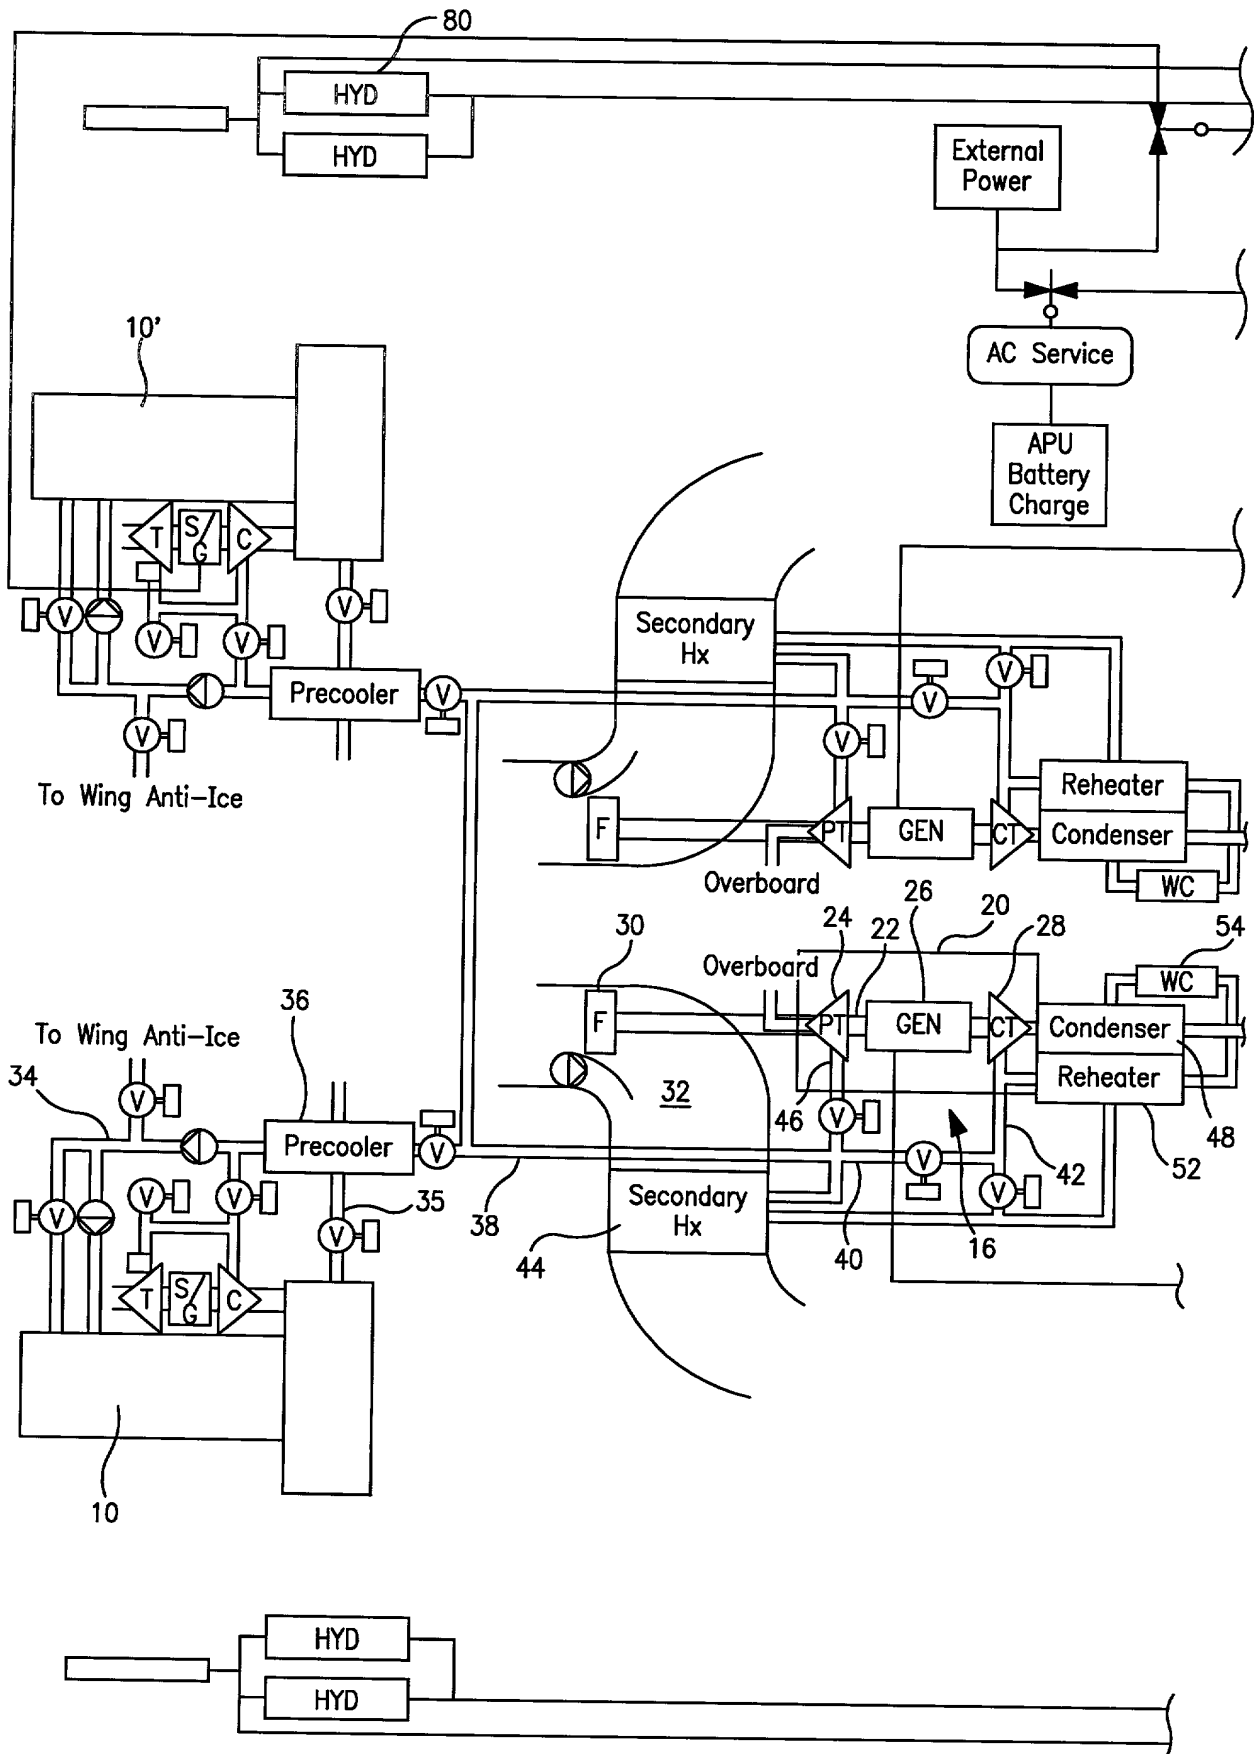 80
HYD
HYD
External
Power
AC Service
APU
Battery
Charge
10'
T
S/G
C
V
V
V
V
V
Precooler
V
To Wing Anti-Ice
Secondary
Hx
V
V
V
F
PT
GEN
CT
Reheater
Condenser
WC
Overboard
30
24
22
26
20
28
54
Overboard
WC
F
PT
GEN
CT
Condenser
Reheater
To Wing Anti-Ice
36
34
32
46
V
V
48
52
Precooler
V
V
V
V
V
V
V
42
35
38
Secondary
Hx
44
40
16
T
S/G
C
10
HYD
HYD